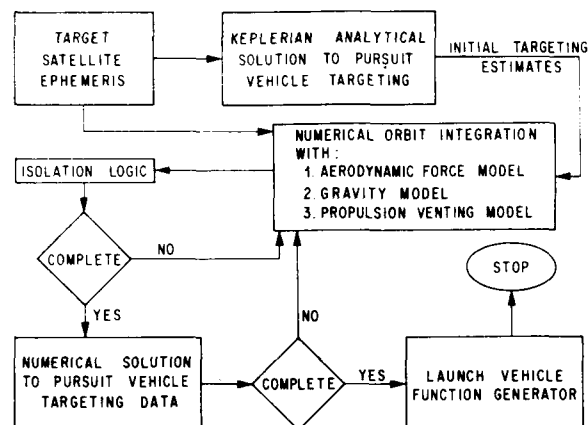 TARGET
SATELLITE
EPHEMERIS
KEPLERIAN ANALYTICAL
SOLUTION TO PURSUIT
VEHICLE TARGETING
INITIAL TARGETING
ESTIMATES
NUMERICAL ORBIT INTEGRATION
WITH:
1. AERODYNAMIC FORCE MODEL
2. GRAVITY MODEL
3. PROPULSION VENTING MODEL
ISOLATION LOGIC
COMPLETE
NO
YES
STOP
NUMERICAL SOLUTION
TO PURSUIT VEHICLE
TARGETING DATA
NO
COMPLETE
YES
LAUNCH VEHICLE
FUNCTION GENERATOR